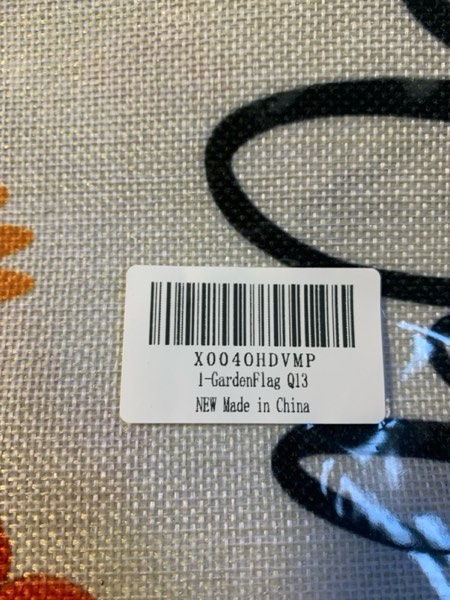 X0040HDVMP
1-GardenFlag Q13
NEW Made in China